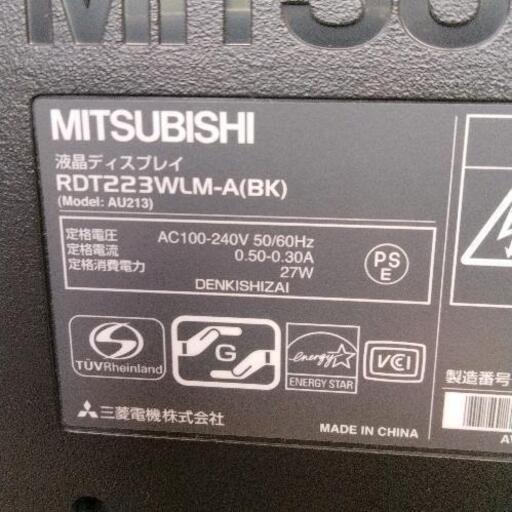 MITSUBISHI
液晶ディスプレイ
RDT223WLM-A(BK)
(Model: AU213)
定格電圧 AC100-240V 50/60Hz
定格電流 0.50-0.30A
定格消費電力 27W
DENKISHIZAI
PS
E
TÜVRheinland
G
energy
ENERGY STAR
VCCI
製造番号
三菱電機株式会社
MADE IN CHINA